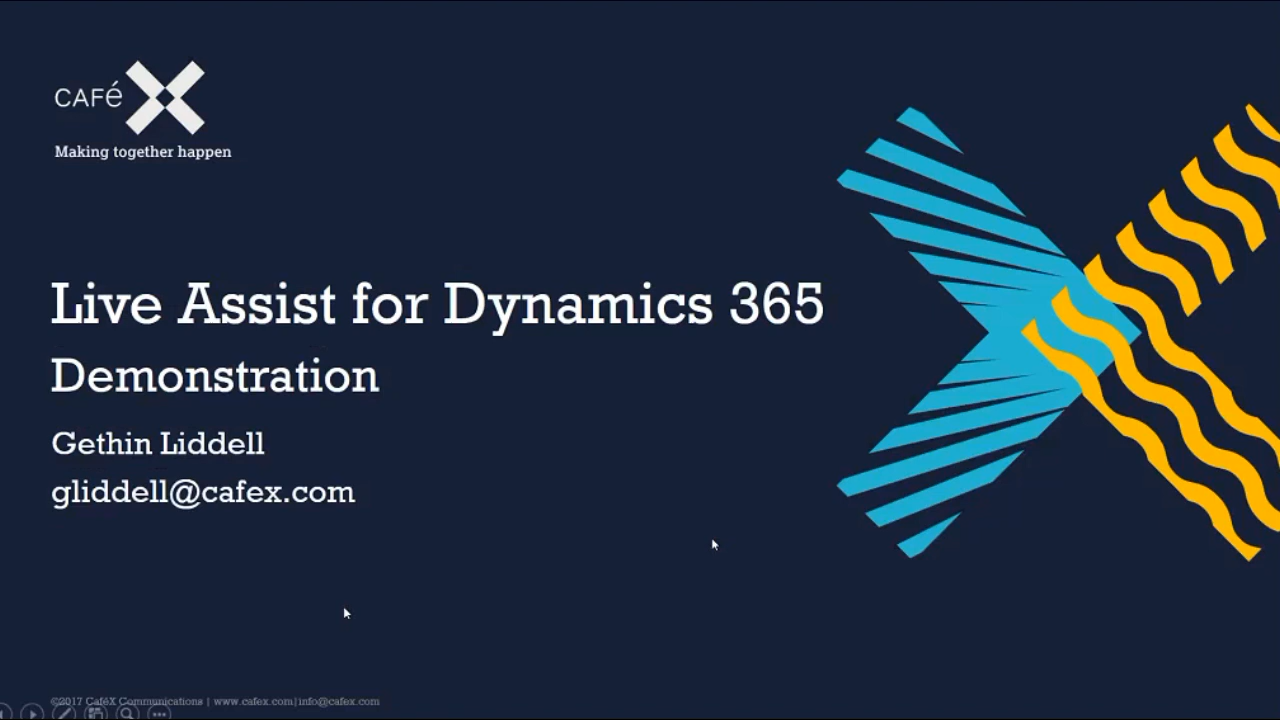 CAFé X
Making together happen
Live Assist for Dynamics 365
Demonstration
Gethin Liddell
gliddell@cafex.com
©2017 CaféX Communications | www.cafex.com|info@cafex.com